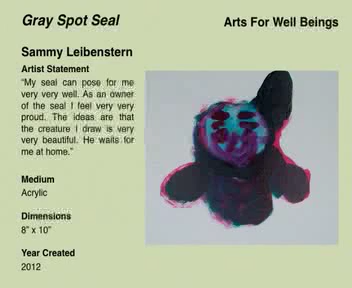 Gray Spot Seal
Arts For Well Beings
Sammy Leibenstern
Artist Statement
“My seal can pose for me
very very well. As an owner
of the seal I feel very very
proud. The ideas are that
the creature I draw is very
very beautiful. He waits for
me at home.”
Medium
Acrylic
Dimensions
8” x 10”
Year Created
2012